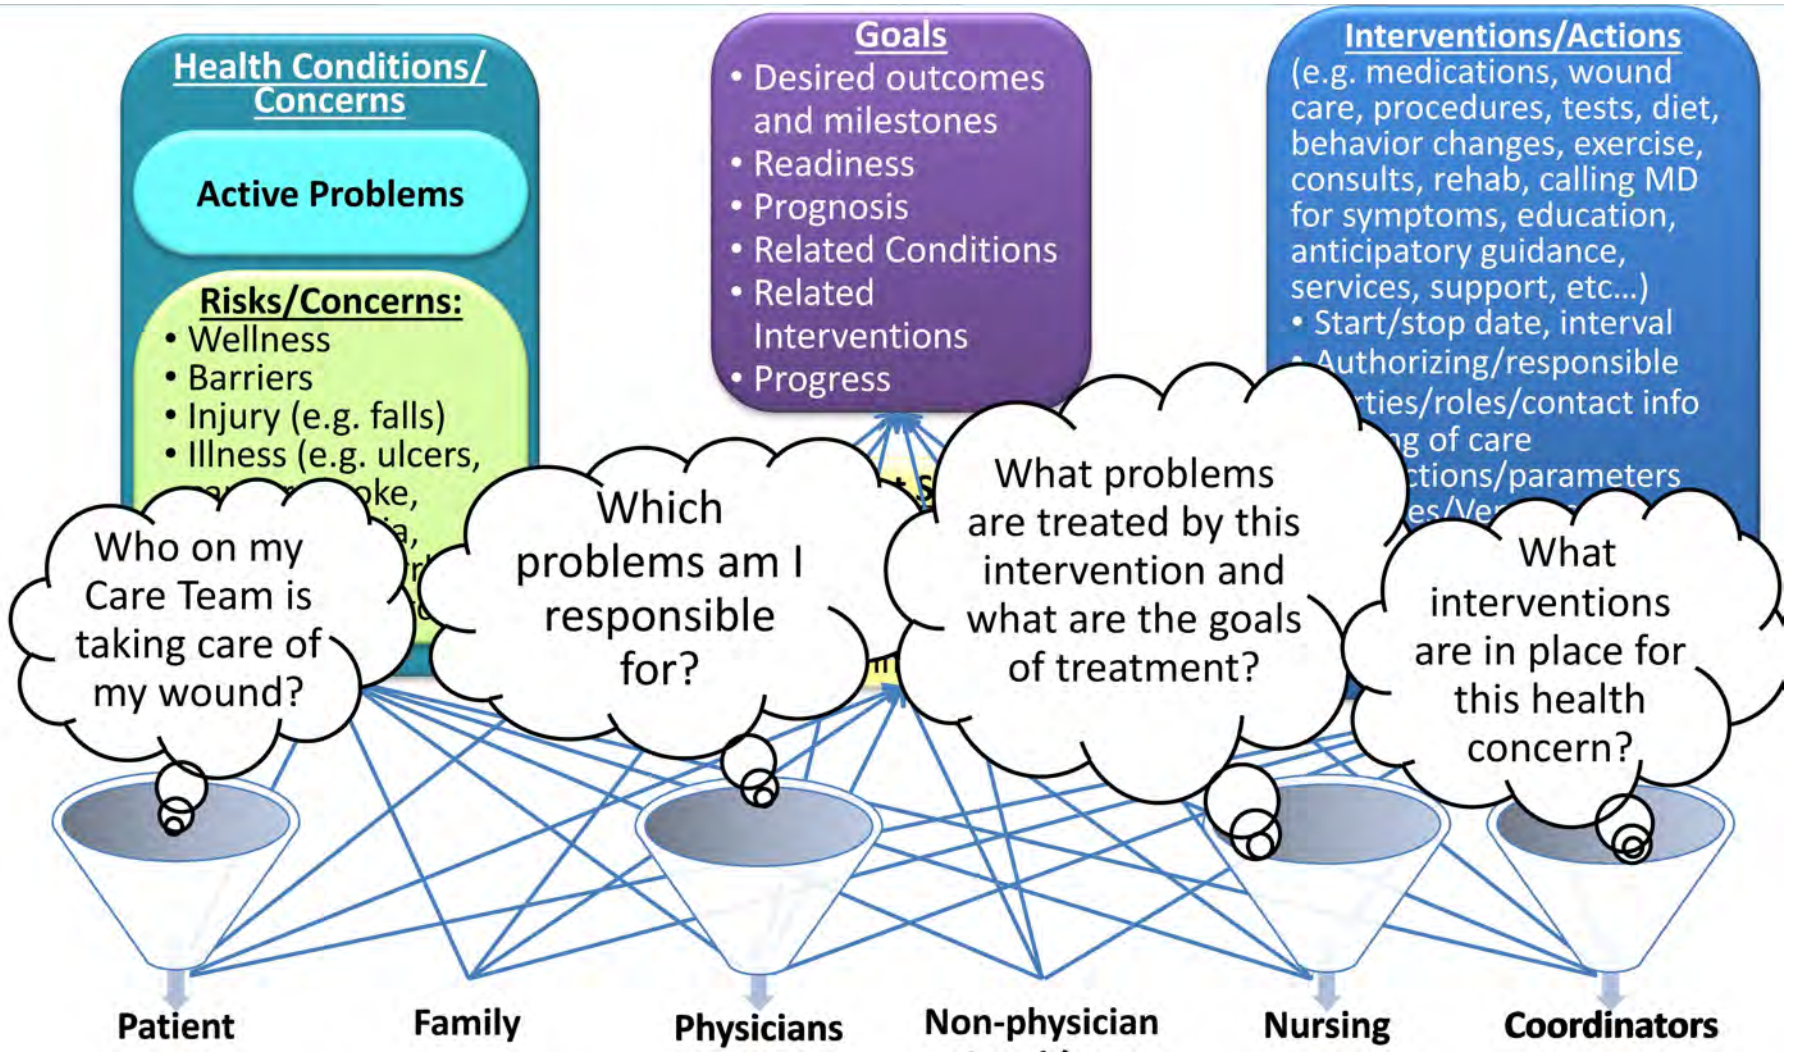 Health Conditions/
Concerns
Active Problems
Risks/Concerns:
• Wellness
• Barriers
• Injury (e.g. falls)
• Illness (e.g. ulcers,
Goals
• Desired outcomes
and milestones
• Readiness
• Prognosis
• Related Conditions
• Related
Interventions
• Progress
Interventions/Actions
(e.g. medications, wound
care, procedures, tests, diet,
behavior changes, exercise,
consults, rehab, calling MD
for symptoms, education,
anticipatory guidance,
services, support, etc…)
• Start/stop date, interval
• Authorizing/responsible
/roles/contact info
of care
/parameters
Who on my
Care Team is
taking care of
my wound?
Which
problems am I
responsible
for?
What problems
are treated by this
intervention and
what are the goals
of treatment?
What
interventions
are in place for
this health
concern?
Patient
Family
Physicians
Non-physician
Nursing
Coordinators